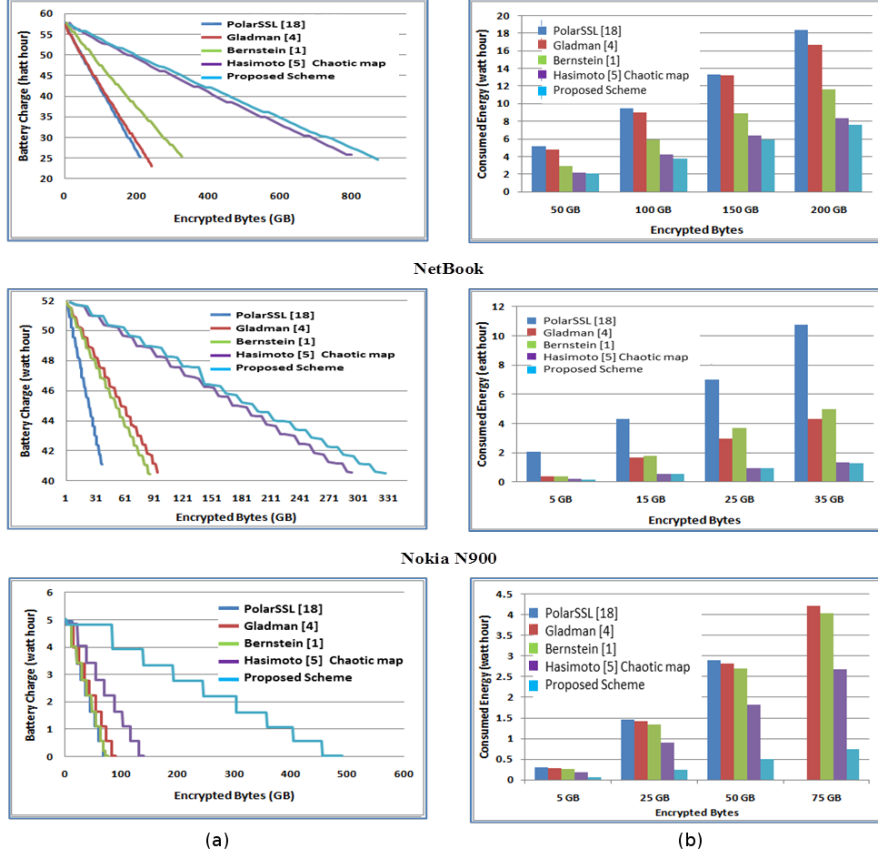 Battery Charge (hatt hour)
60
55
50
45
40
35
30
25
20
0
200
400
600
800
Encrypted Bytes (GB)
PolarSSL [18]
Gladman [4]
Bernstein [1]
Hasimoto [5] Chaotic map
Proposed Scheme
Consumed Energy (watt hour)
20
18
16
14
12
10
8
6
4
2
0
50 GB
100 GB
150 GB
200 GB
Encrypted Bytes
PolarSSL [18]
Gladman [4]
Bernstein [1]
Hasimoto [5] Chaotic map
Proposed Scheme
NetBook
Battery Charge (watt hour)
52
50
48
46
44
42
40
1
31
61
91
121
151
181
211
241
271
301
331
Encrypted Bytes (GB)
PolarSSL [18]
Gladman [4]
Bernstein [1]
Hasimoto [5] Chaotic map
Proposed Scheme
Consumed Energy (eatt hour)
12
10
8
6
4
2
0
5 GB
15 GB
25 GB
35 GB
Encrypted Bytes
PolarSSL [18]
Gladman [4]
Bernstein [1]
Hasimoto [5] Chaotic map
Proposed Scheme
Nokia N900
Battery Charge (watt hour)
6
5
4
3
2
1
0
0
100
200
300
400
500
600
Encrypted Bytes (GB)
PolarSSL [18]
Gladman [4]
Bernstein [1]
Hasimoto [5] Chaotic map
Proposed Scheme
Consumed Energy (watt hour)
4.5
4
3.5
3
2.5
2
1.5
1
0.5
0
5 GB
25 GB
50 GB
75 GB
Encrypted Bytes
PolarSSL [18]
Gladman [4]
Bernstein [1]
Hasimoto [5] Chaotic map
Proposed Scheme
(a)
(b)